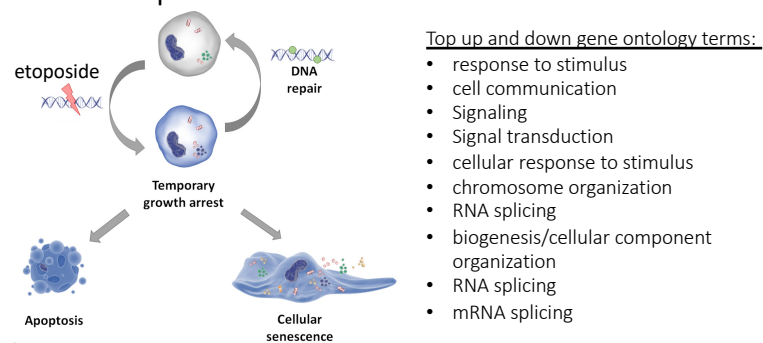 etoposide
DNA
repair
Temporary
growth arrest
Apoptosis
Cellular
senescence
Top up and down gene ontology terms:
• response to stimulus
• cell communication
• Signaling
• Signal transduction
• cellular response to stimulus
• chromosome organization
• RNA splicing
• biogenesis/cellular component
organization
• RNA splicing
• mRNA splicing